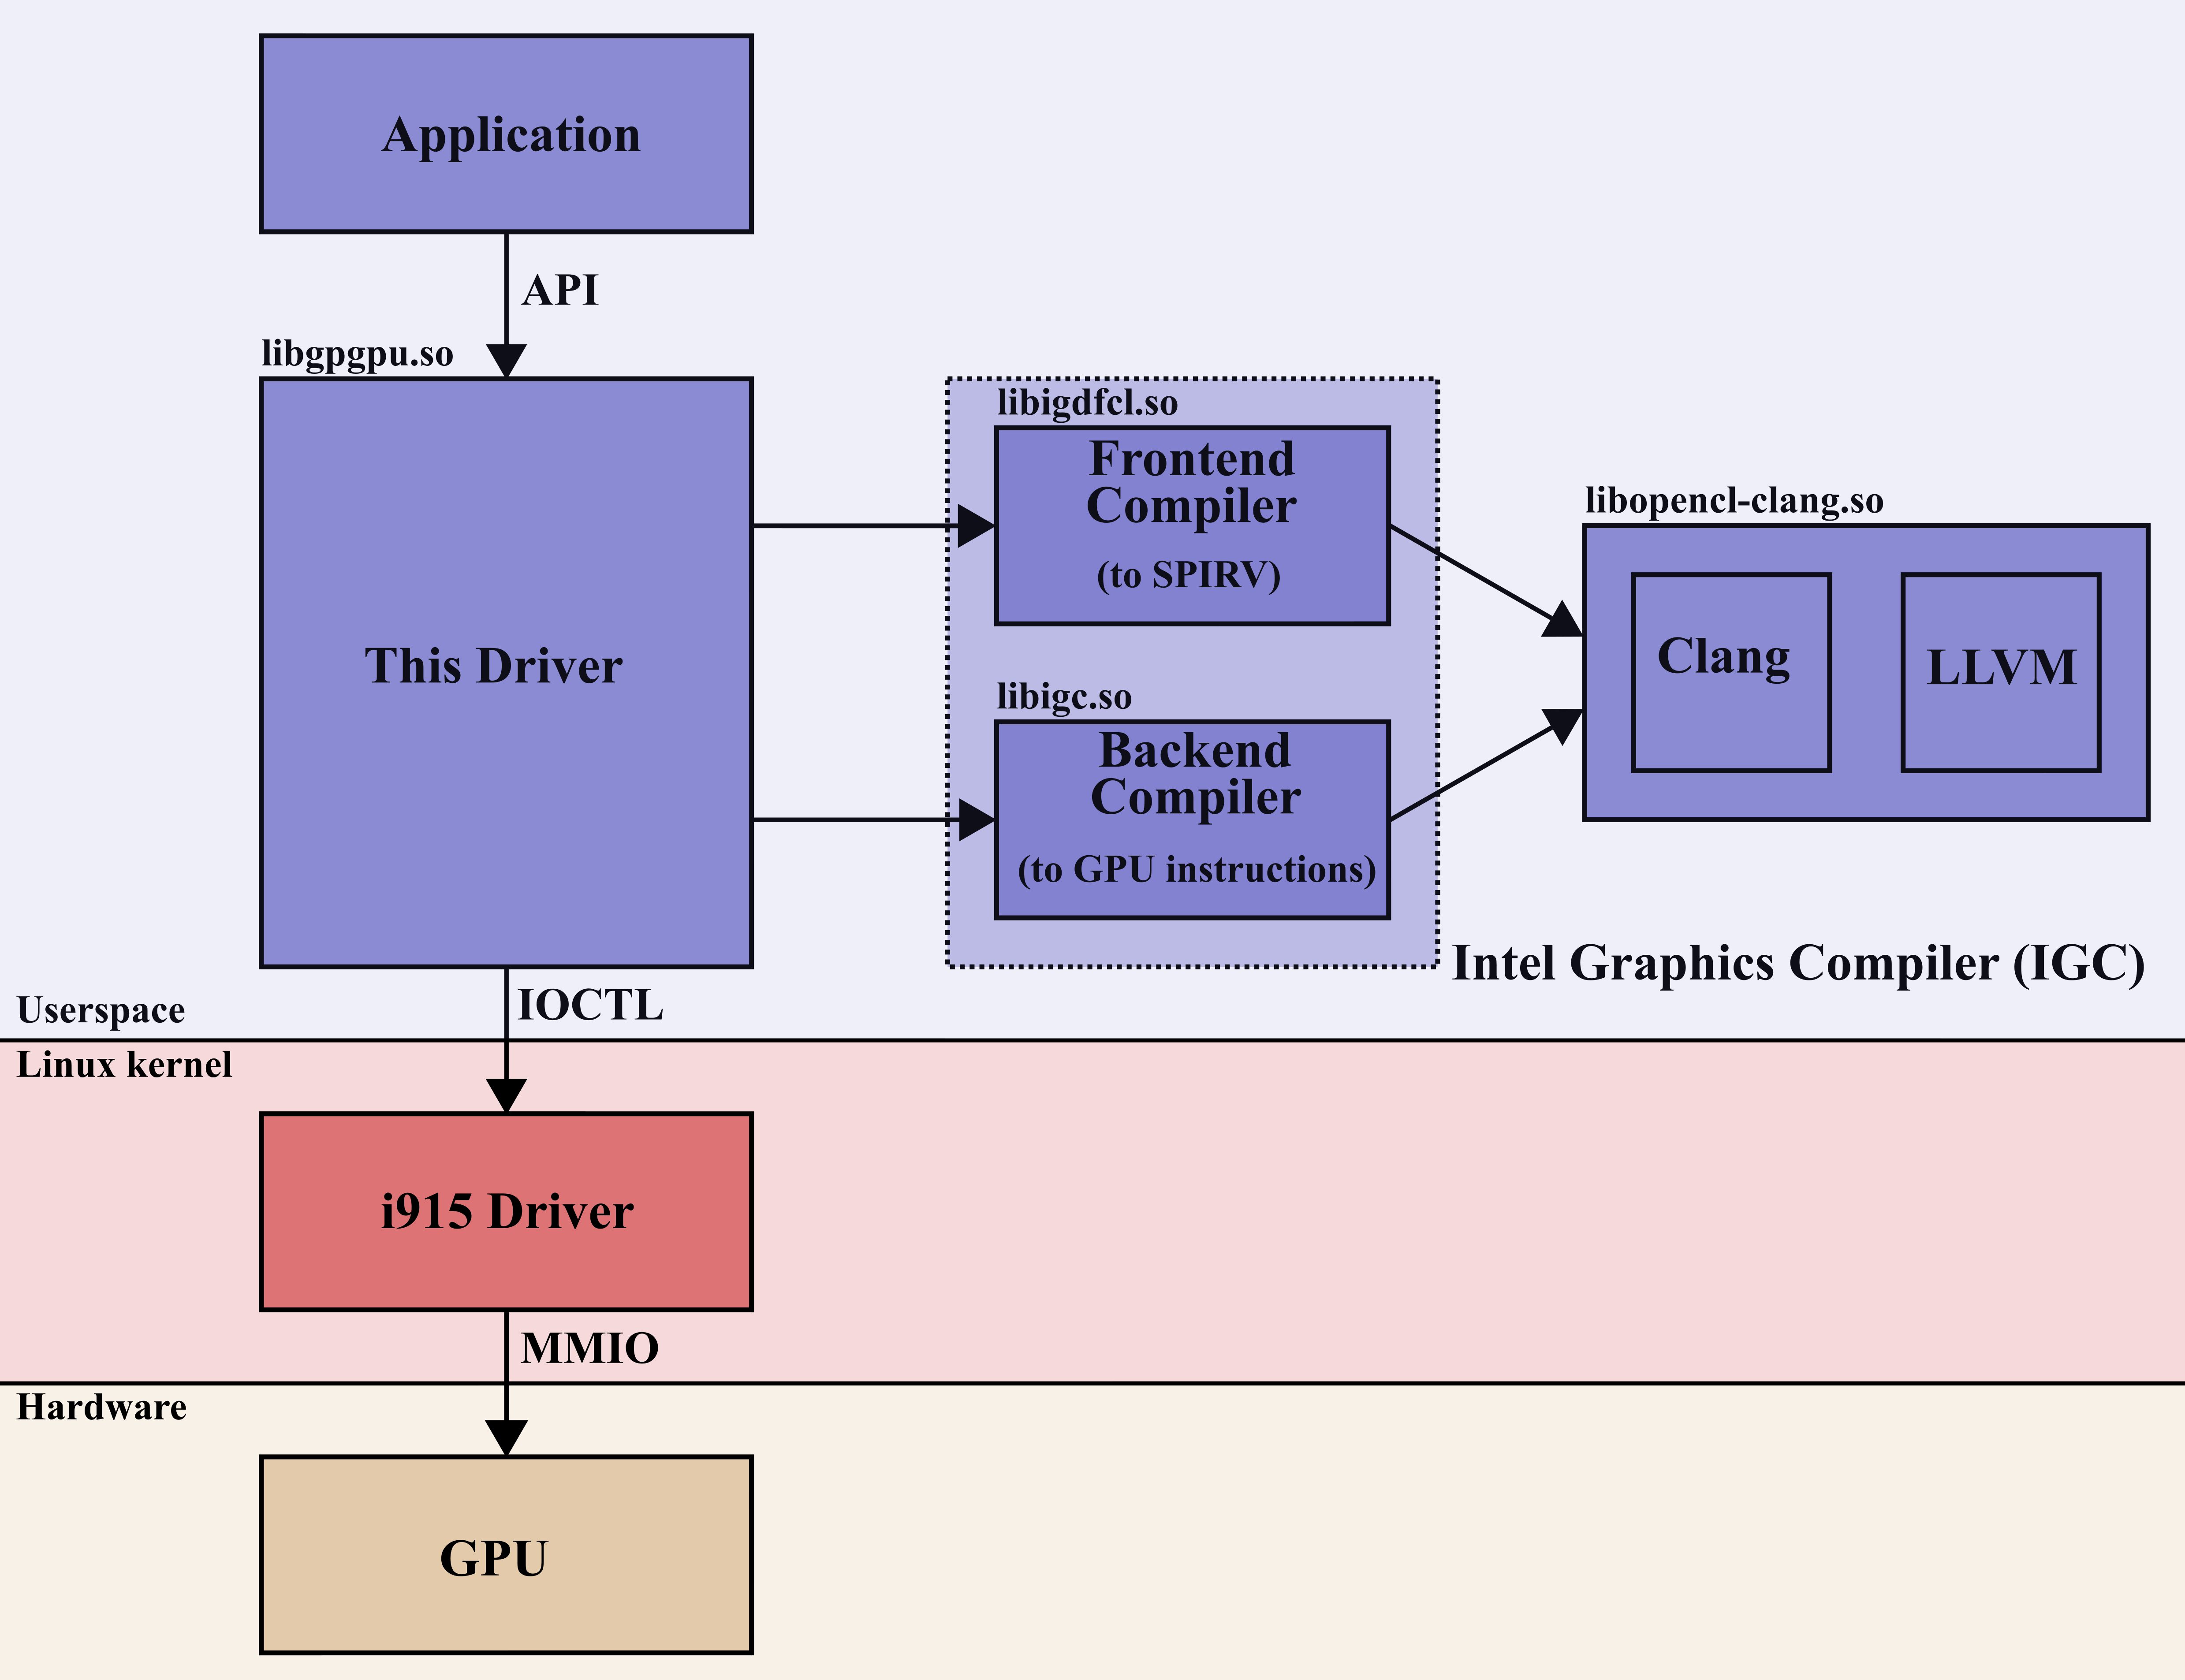 Application
API
libgpgpu.so
This Driver
libigdfcl.so
Frontend
Compiler
(to SPIRV)
libigc.so
Backend
Compiler
(to GPU instructions)
libopencl-clang.so
Clang
LLVM
Intel Graphics Compiler (IGC)
IOCTL
Userspace
Linux kernel
i915 Driver
MMIO
Hardware
GPU